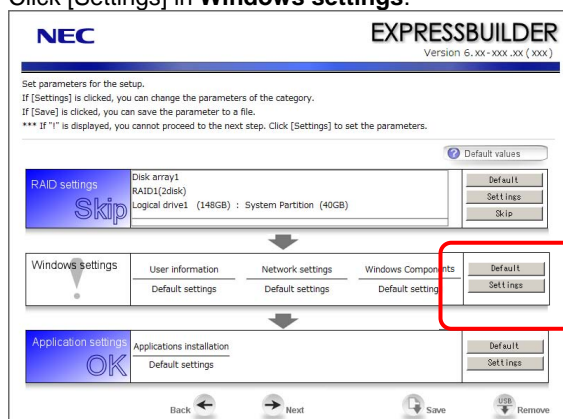 Click [Settings] in Windows settings.
NEC
EXPRESSBUILDER
Version 6.xx-xxx.xx (xxx)
Set parameters for the setup.
If [Settings] is clicked, you can change the parameters of the category.
If [Save] is clicked, you can save the parameter to a file.
*** If "!" is displayed, you cannot proceed to the next step. Click [Settings] to set the parameters.
? Default values
RAID settings
Skip
Disk array1
RAID1(2disk)
Logical drive1 (148GB) : System Partition (40GB)
Default
Settings
Skip
Windows settings
!
User information Network settings Windows Components
Default settings Default settings Default setting
Default
Settings
Application settings
OK
Applications installation
Default settings
Default
Settings
Back Next Save USB Remove